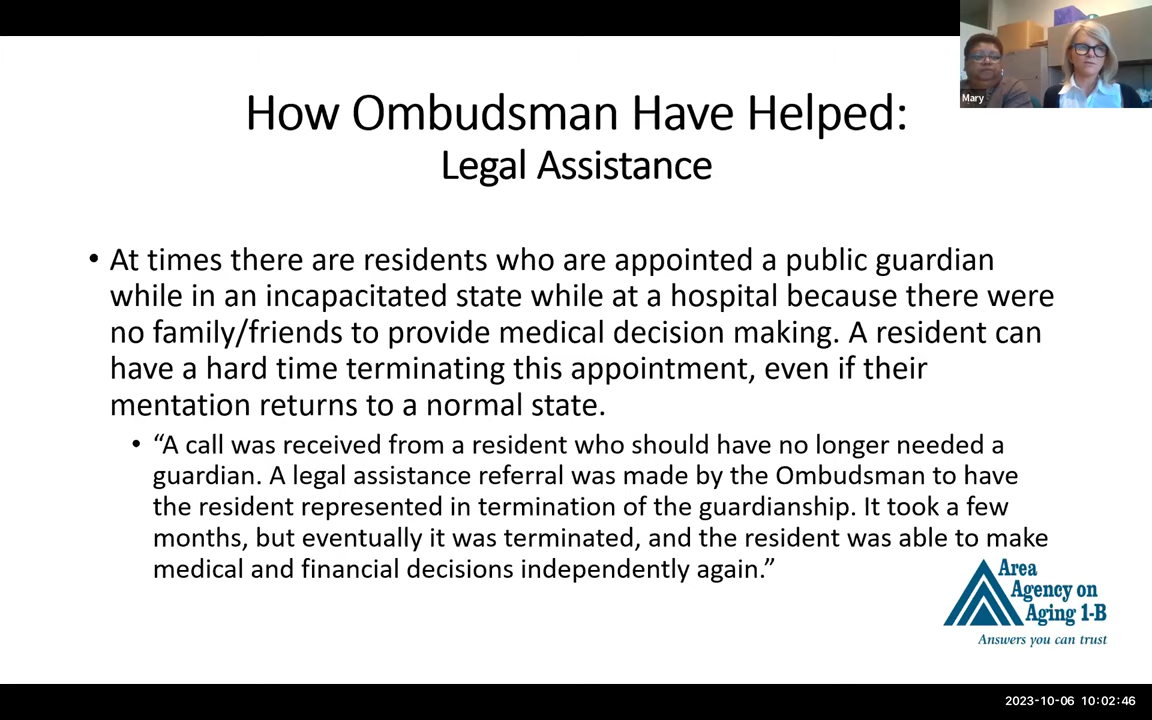 Mary
How Ombudsman Have Helped:
Legal Assistance
• At times there are residents who are appointed a public guardian
while in an incapacitated state while at a hospital because there were
no family/friends to provide medical decision making. A resident can
have a hard time terminating this appointment, even if their
mentation returns to a normal state.
• “A call was received from a resident who should have no longer needed a
guardian. A legal assistance referral was made by the Ombudsman to have
the resident represented in termination of the guardianship. It took a few
months, but eventually it was terminated, and the resident was able to make
medical and financial decisions independently again.”
Area
Agency on
Aging 1-B
Answers you can trust
2023-10-06 10:02:46